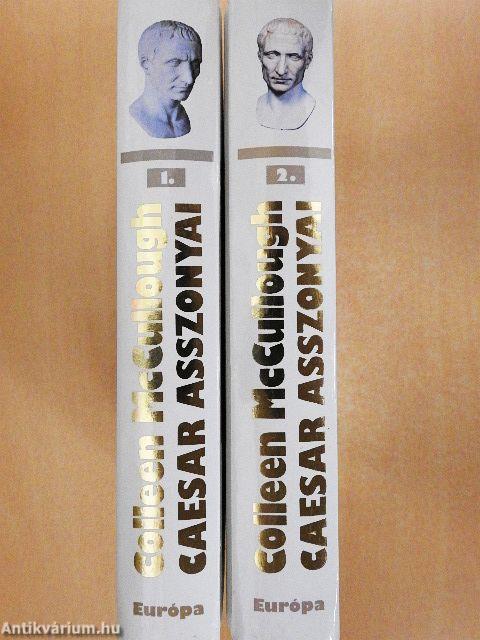 1.
Colleen McCullough
CAESAR ASSZONYAI
Európa
2.
Colleen McCullough
CAESAR ASSZONYAI
Európa
Antikvárium.hu